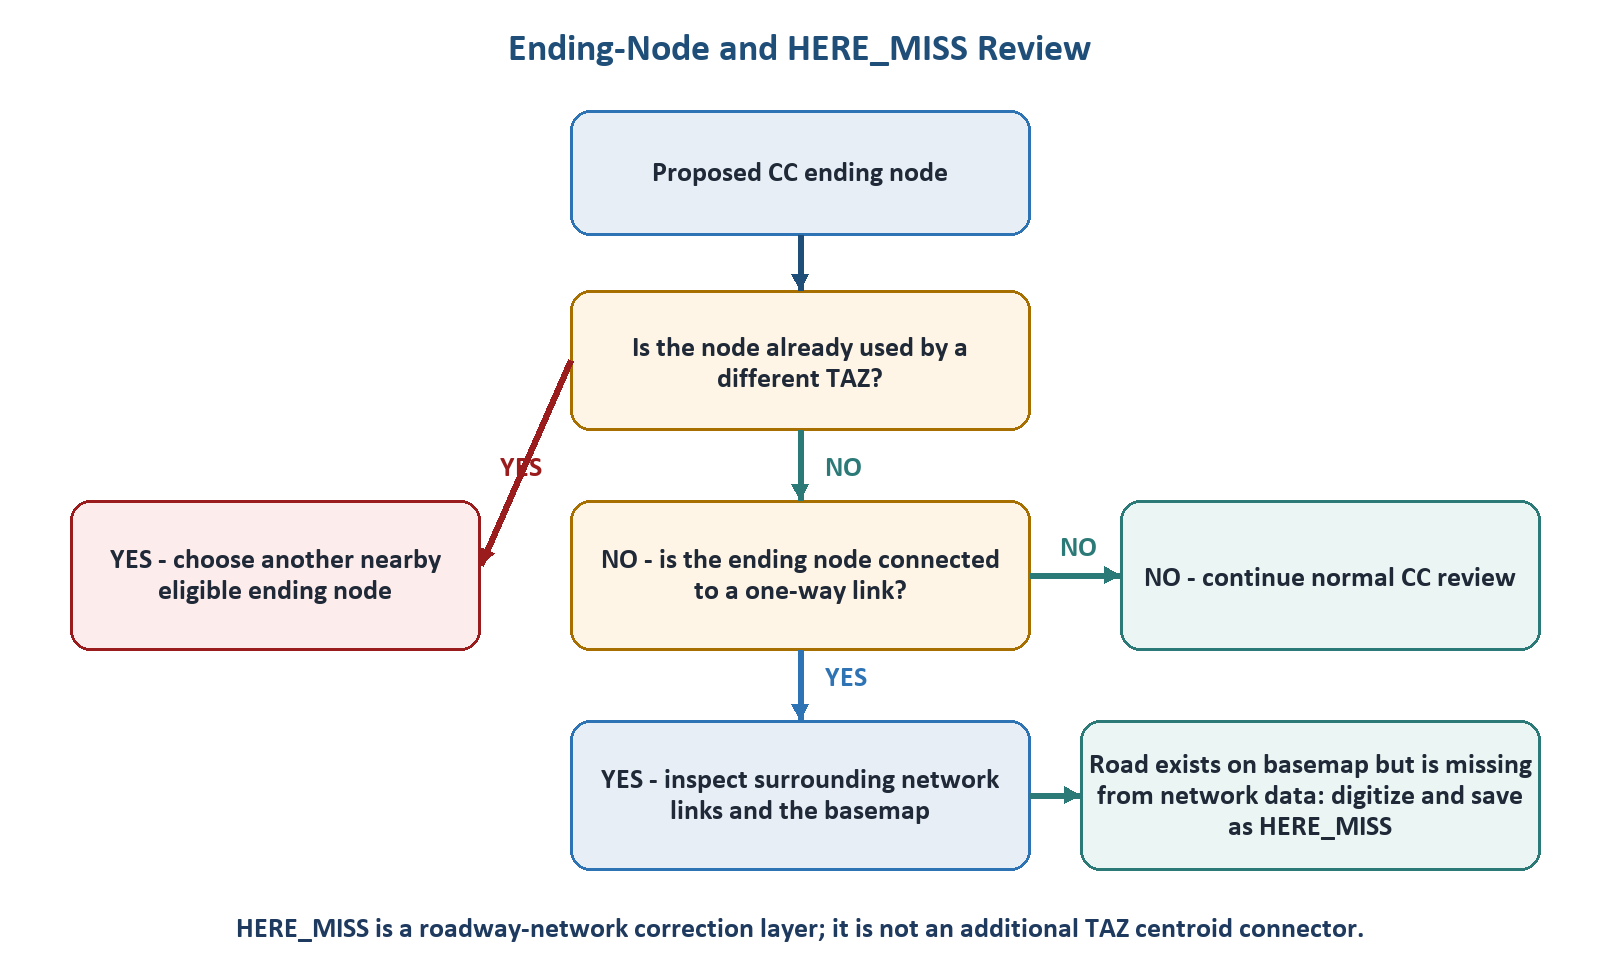 Ending-Node and HERE_MISS Review
Proposed CC ending node
Is the node already used by a
different TAZ?
YES
NO
YES - choose another nearby
eligible ending node
NO - is the ending node connected
to a one-way link?
NO
NO - continue normal CC review
YES
YES - inspect surrounding network
links and the basemap
Road exists on basemap but is missing
from network data: digitize and save
as HERE_MISS
HERE_MISS is a roadway-network correction layer; it is not an additional TAZ centroid connector.